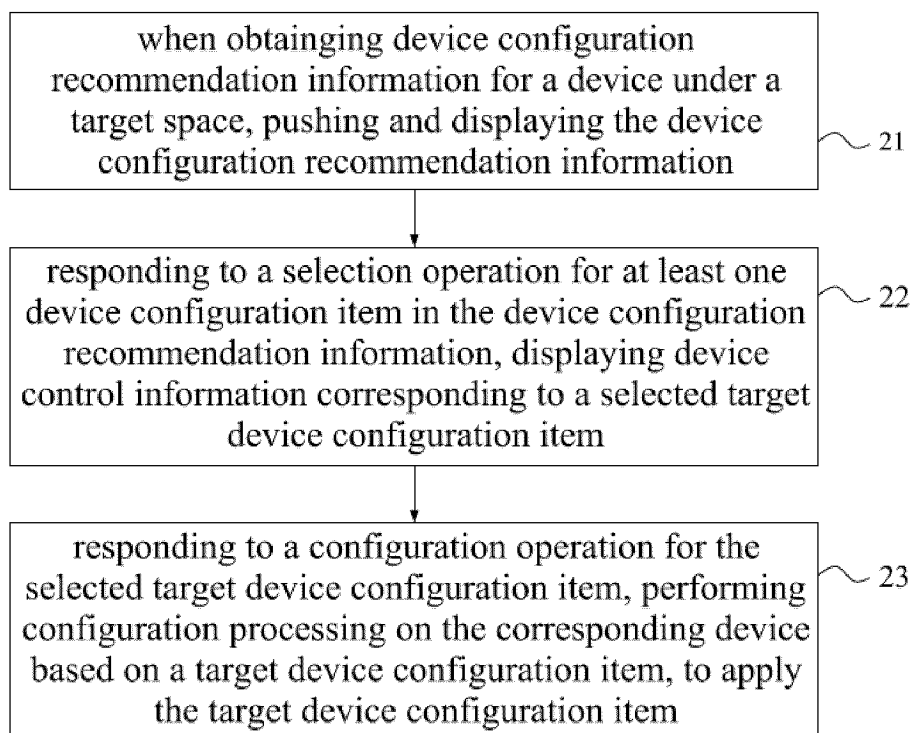 when obtainging device configuration
recommendation information for a device under a
target space, pushing and displaying the device
configuration recommendation information
21
responding to a selection operation for at least one
device configuration item in the device configuration
recommendation information, displaying device
control information corresponding to a selected target
device configuration item
22
responding to a configuration operation for the
selected target device configuration item, performing
configuration processing on the corresponding device
based on a target device configuration item, to apply
the target device configuration item
23